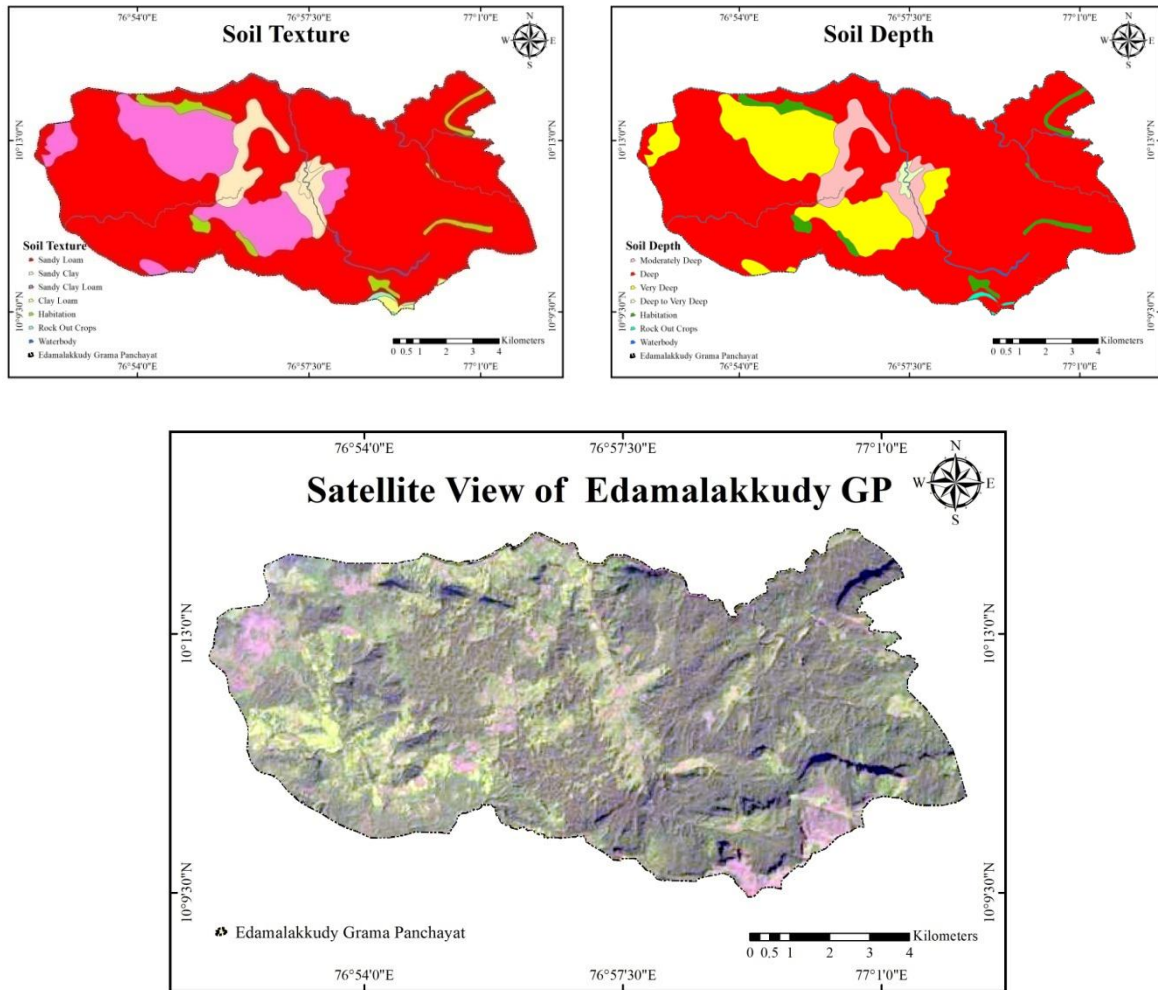 Soil Texture
N
W E
S
76°54'0"E 76°57'30"E 77°1'0"E
10°13'0"N 10°13'0"N
10°9'30"N 10°9'30"N
Soil Texture
Sandy Loam
Sandy Clay
Sandy Clay Loam
Clay Loam
Habitation
Rock Out Crops
Waterbody
Edamalakkudy Grama Panchayat
Kilometers
0 0.5 1 2 3 4
76°54'0"E 76°57'30"E 77°1'0"E
76°54'0"E 76°57'30"E 77°1'0"E
Soil Depth
N
W E
S
10°13'0"N 10°13'0"N
10°9'30"N 10°9'30"N
Soil Depth
Moderately Deep
Deep
Very Deep
Deep to Very Deep
Habitation
Rock Out Crops
Waterbody
Edamalakkudy Grama Panchayat
Kilometers
0 0.5 1 2 3 4
76°54'0"E 76°57'30"E 77°1'0"E
76°54'0"E 76°57'30"E 77°1'0"E
Satellite View of Edamalakkudy GP
N
W E
S
10°13'0"N 10°13'0"N
10°9'30"N 10°9'30"N
Edamalakkudy Grama Panchayat
Kilometers
0 0.5 1 2 3 4
76°54'0"E 76°57'30"E 77°1'0"E